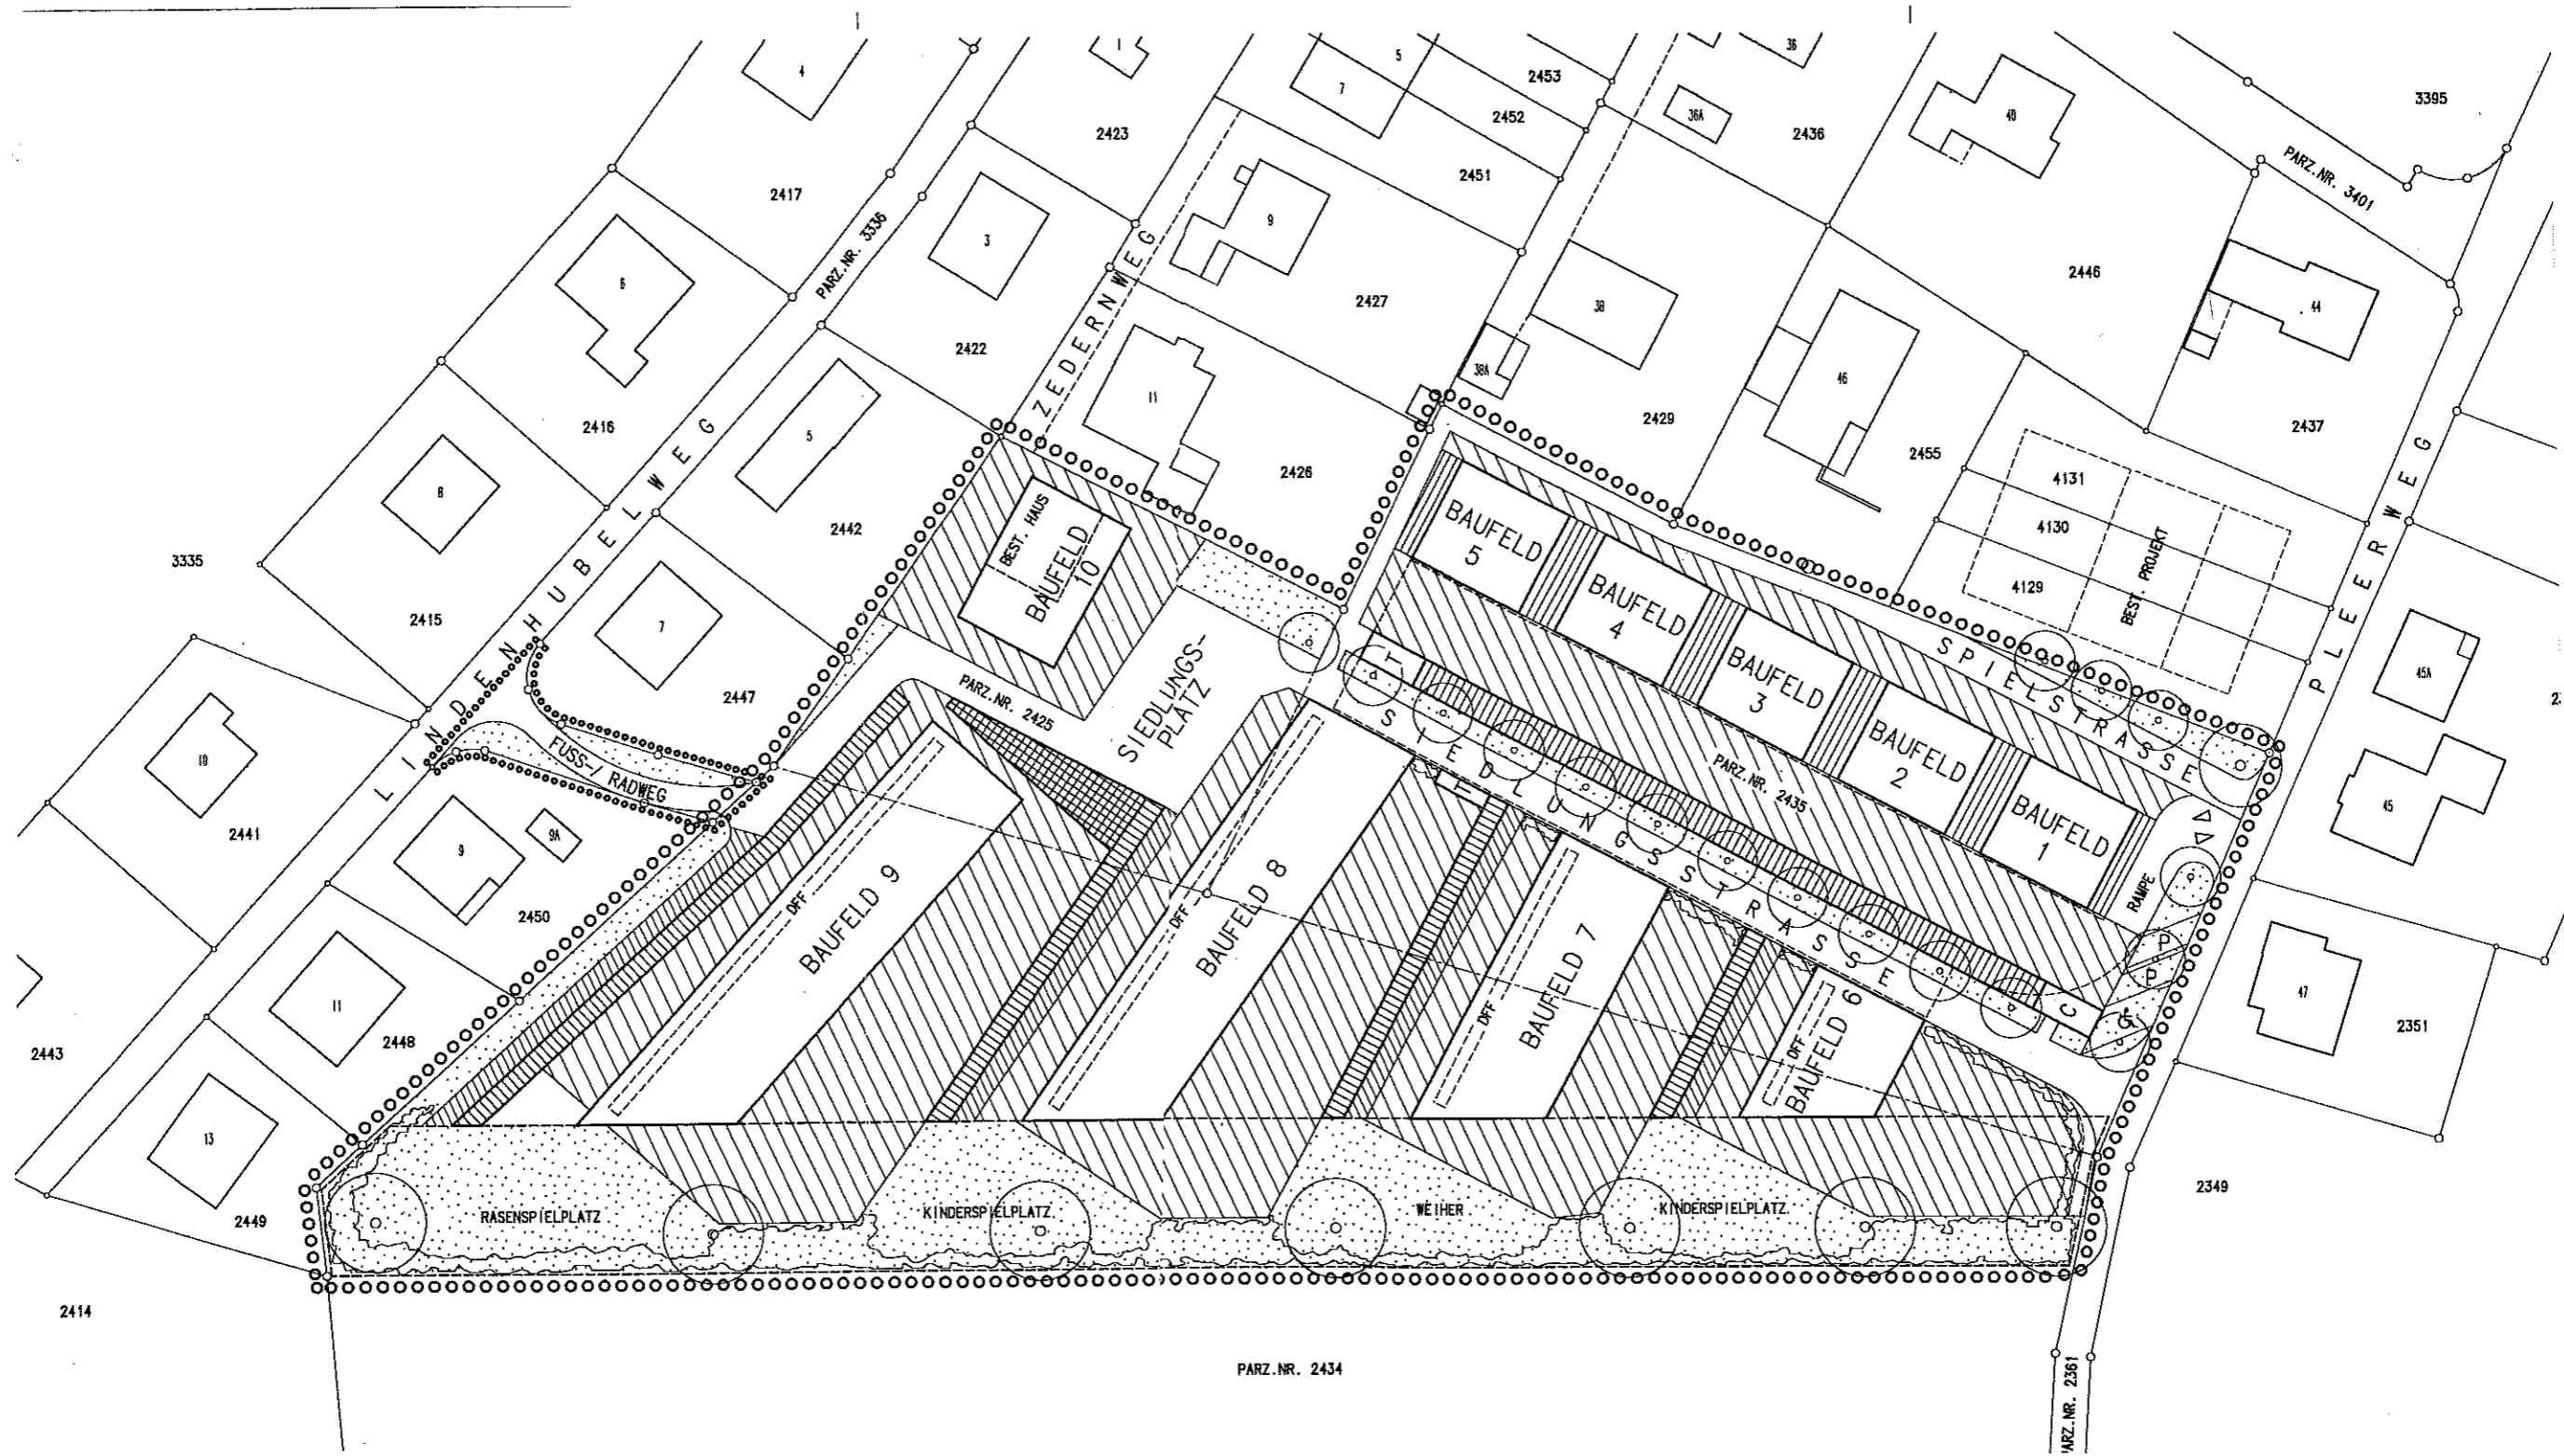 4
1
5
7
2453
2452
2451
36
36A
2436
40
3395
PARZ.NR. 3401
2423
2417
PARZ.NR. 3336
3
9
2427
38
2446
44
6
2422
ZEDERNWEG
11
38A
46
2429
2437
2416
5
2426
2455
4131
4130
4129
BEST. PROJEKT
PLEERWEG
8
2442
3335
2415
7
2447
LINDENHUBELWEG
BEST. HAUS
BAUFELD
10
BAUFELD
5
BAUFELD
4
BAUFELD
3
BAUFELD
2
BAUFELD
1
SPIELSTRASSE
SIEDLUNGS-
PLATZ
PARZ.NR. 2425
PARZ.NR. 2435
SIEDLUNGSSTRASSE
FUSS-/ RADWEG
10
2441
9
9A
2450
45A
45
RAMPE
P
P
C
G
BAUFELD 9
DFF
BAUFELD 8
DFF
BAUFELD 7
DFF
BAUFELD 6
DFF
11
2448
2443
13
2449
47
2351
2349
RASENSPIELPLATZ
KINDERSPIELPLATZ
WEIHER
KINDERSPIELPLATZ
2414
PARZ.NR. 2434
ARZ.NR. 2361